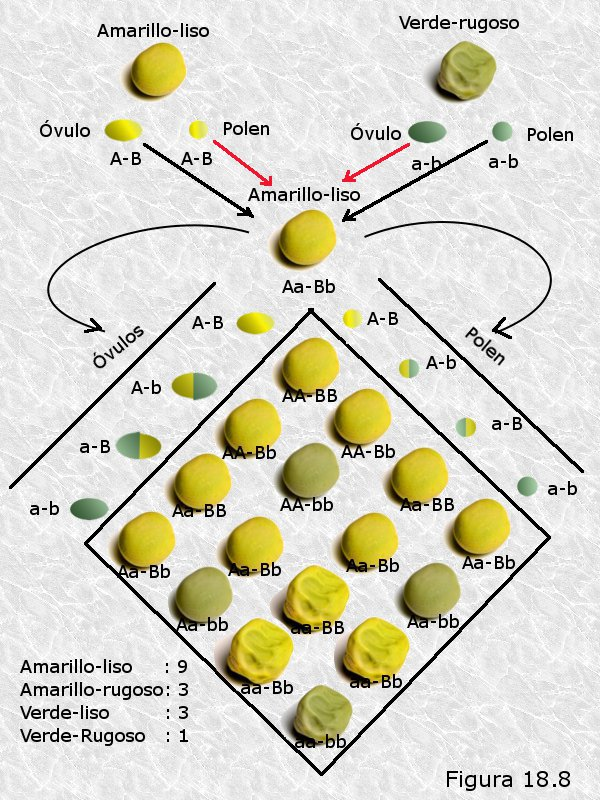 Amarillo-liso
Verde-rugoso
Óvulo
Polen
A-B
A-B
Óvulo
Polen
a-b
a-b
Amarillo-liso
Aa-Bb
Óvulos
Polen
A-B
A-B
A-b
A-b
a-B
a-B
a-b
a-b
AA-BB
AA-Bb
AA-Bb
Aa-BB
AA-bb
Aa-BB
Aa-Bb
Aa-Bb
Aa-Bb
Aa-Bb
Aa-bb
aa-BB
Aa-bb
aa-Bb
aa-Bb
aa-bb
Amarillo-liso : 9
Amarillo-rugoso: 3
Verde-liso : 3
Verde-Rugoso : 1
Figura 18.8